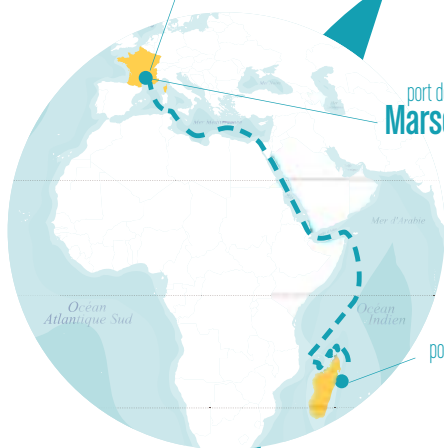 port d
Mars
Mer d'Arabie
Océan
Atlantique Sud
Océan
Indien
po